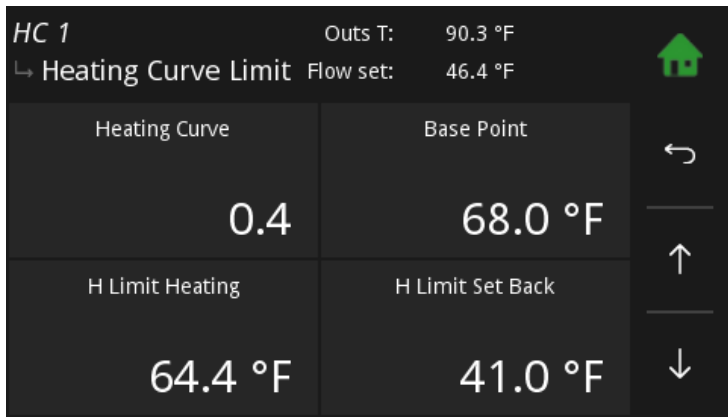 HC 1
Outs T: 90.3 °F
↳ Heating Curve Limit
Flow set: 46.4 °F
Heating Curve
0.4
Base Point
68.0 °F
H Limit Heating
64.4 °F
H Limit Set Back
41.0 °F